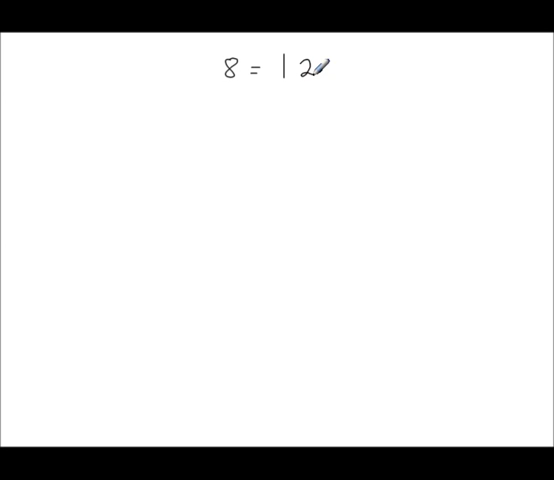 8 = | 2